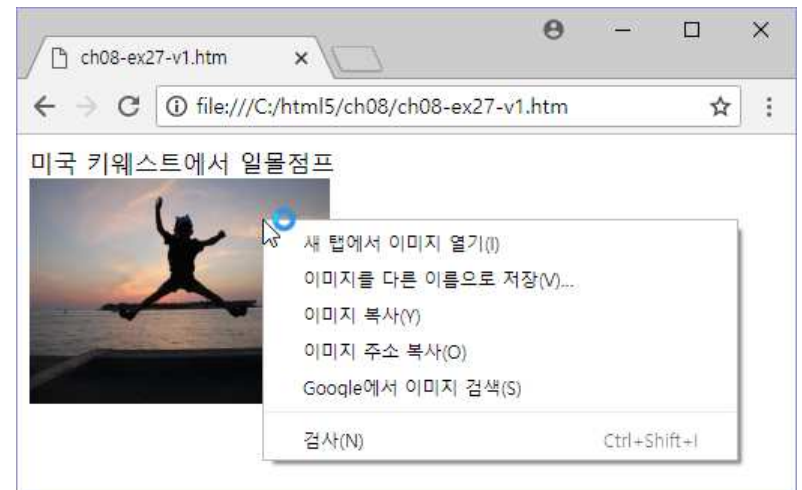 ch08-ex27-v1.htm
file:///C:/html5/ch08/ch08-ex27-v1.htm
미국 키웨스트에서 일몰점프
새 탭에서 이미지 열기(I)
이미지를 다른 이름으로 저장(V)...
이미지 복사(Y)
이미지 주소 복사(O)
Google에서 이미지 검색(S)
검사(N) Ctrl+Shift+I